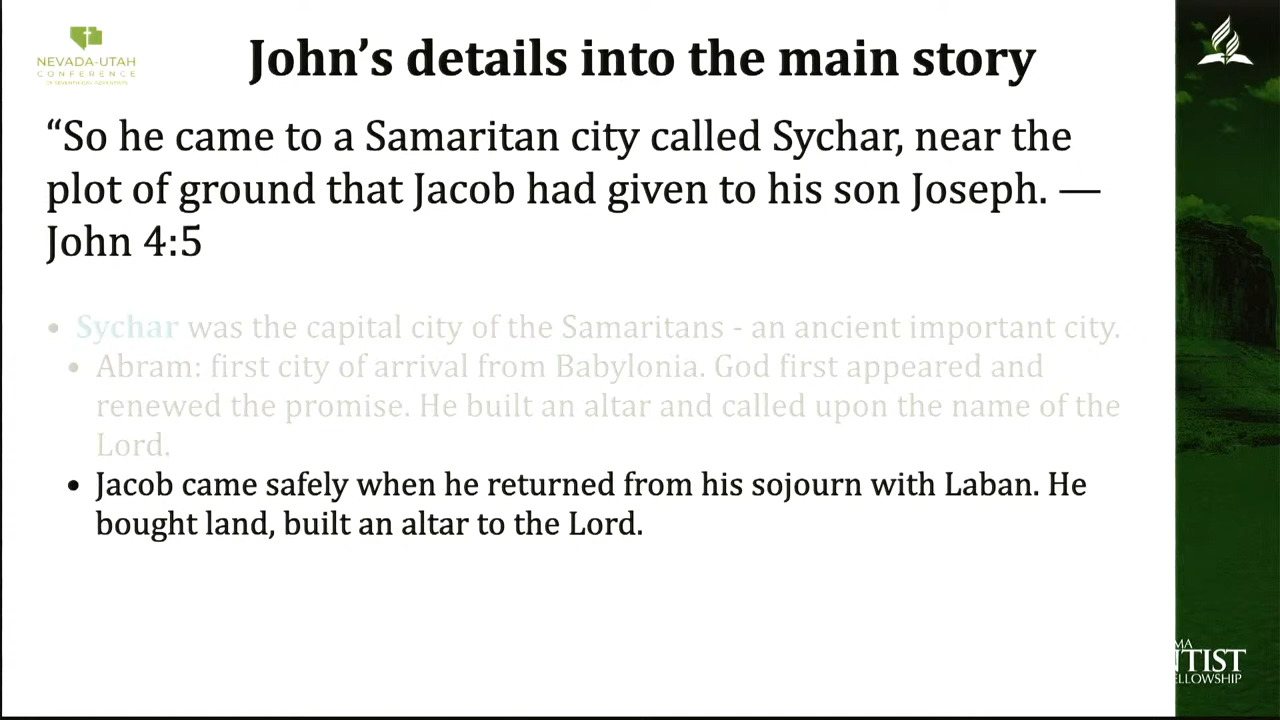 NEVADA-UTAH
CONFERENCE
John’s details into the main story
“So he came to a Samaritan city called Sychar, near the
plot of ground that Jacob had given to his son Joseph. —
John 4:5
• Sychar was the capital city of the Samaritans - an ancient important city.
• Abram: first city of arrival from Babylonia. God first appeared and
renewed the promise. He built an altar and called upon the name of the
Lord.
• Jacob came safely when he returned from his sojourn with Laban. He
bought land, built an altar to the Lord.
MA
NTIST
ELLOWSHIP